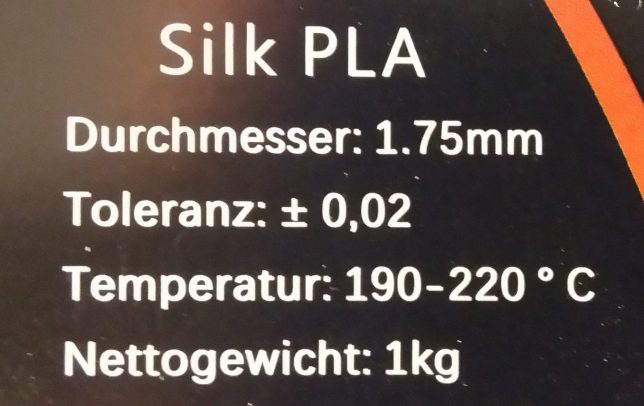 Silk PLA
Durchmesser: 1.75mm
Toleranz: ± 0,02
Temperatur: 190-220 ° C
Nettogewicht: 1kg